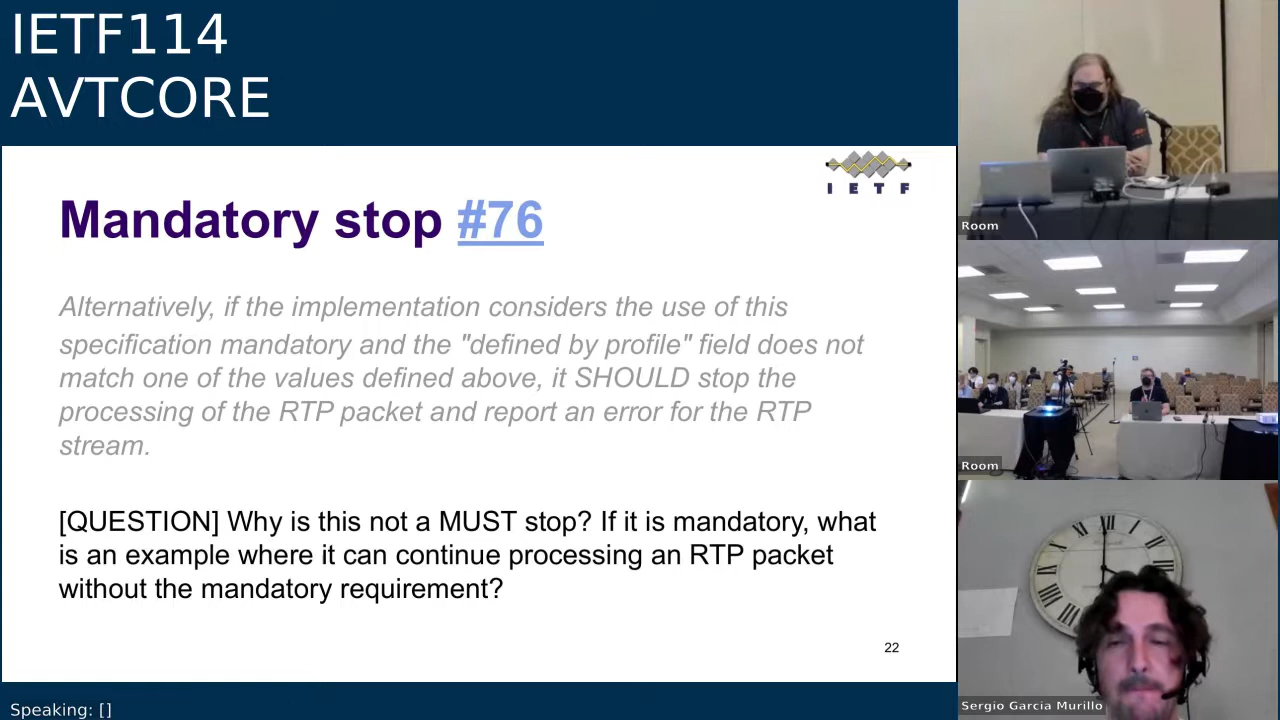 IETF114
AVTCORE
I E T F
Mandatory stop #76
Alternatively, if the implementation considers the use of this
specification mandatory and the "defined by profile" field does not
match one of the values defined above, it SHOULD stop the
processing of the RTP packet and report an error for the RTP
stream.
[QUESTION] Why is this not a MUST stop? If it is mandatory, what
is an example where it can continue processing an RTP packet
without the mandatory requirement?
22
Speaking: []
Room
Room
Sergio Garcia Murillo